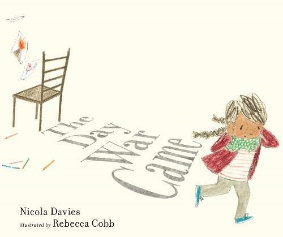 The
Day
War
Came
Nicola Davies
Illustrated by Rebecca Cobb